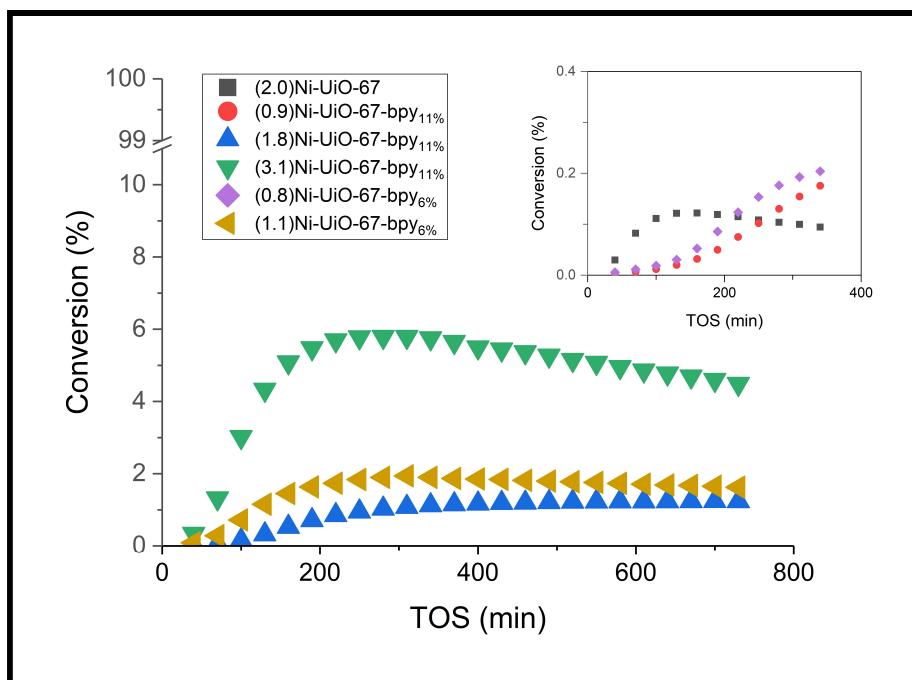 100
99
10
8
6
4
2
0
Conversion (%)
0 200 400 600 800
TOS (min)
(2.0)Ni-UiO-67
(0.9)Ni-UiO-67-bpy11%
(1.8)Ni-UiO-67-bpy11%
(3.1)Ni-UiO-67-bpy11%
(0.8)Ni-UiO-67-bpy6%
(1.1)Ni-UiO-67-bpy6%
0.4
0.2
0.0
Conversion (%)
0 200 400
TOS (min)